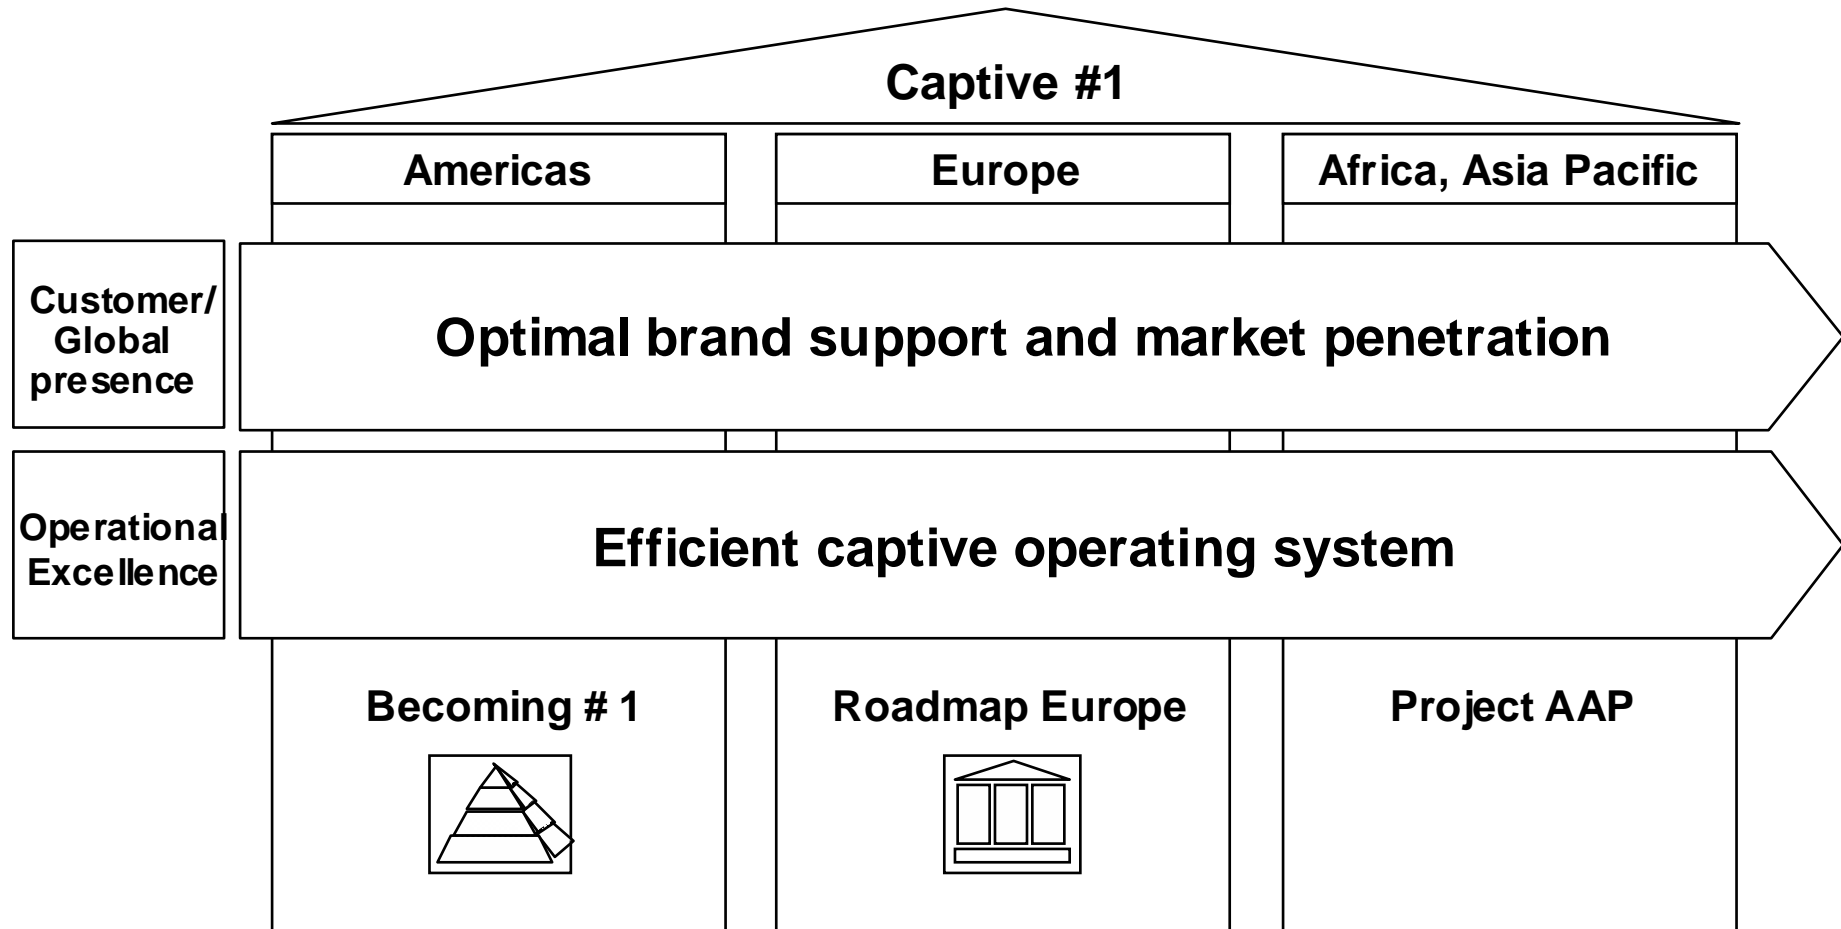 Captive #1
Americas
Europe
Africa, Asia Pacific
Customer/
Global
presence
Optimal brand support and market penetration
Operational
Excellence
Efficient captive operating system
Becoming # 1
Roadmap Europe
Project AAP